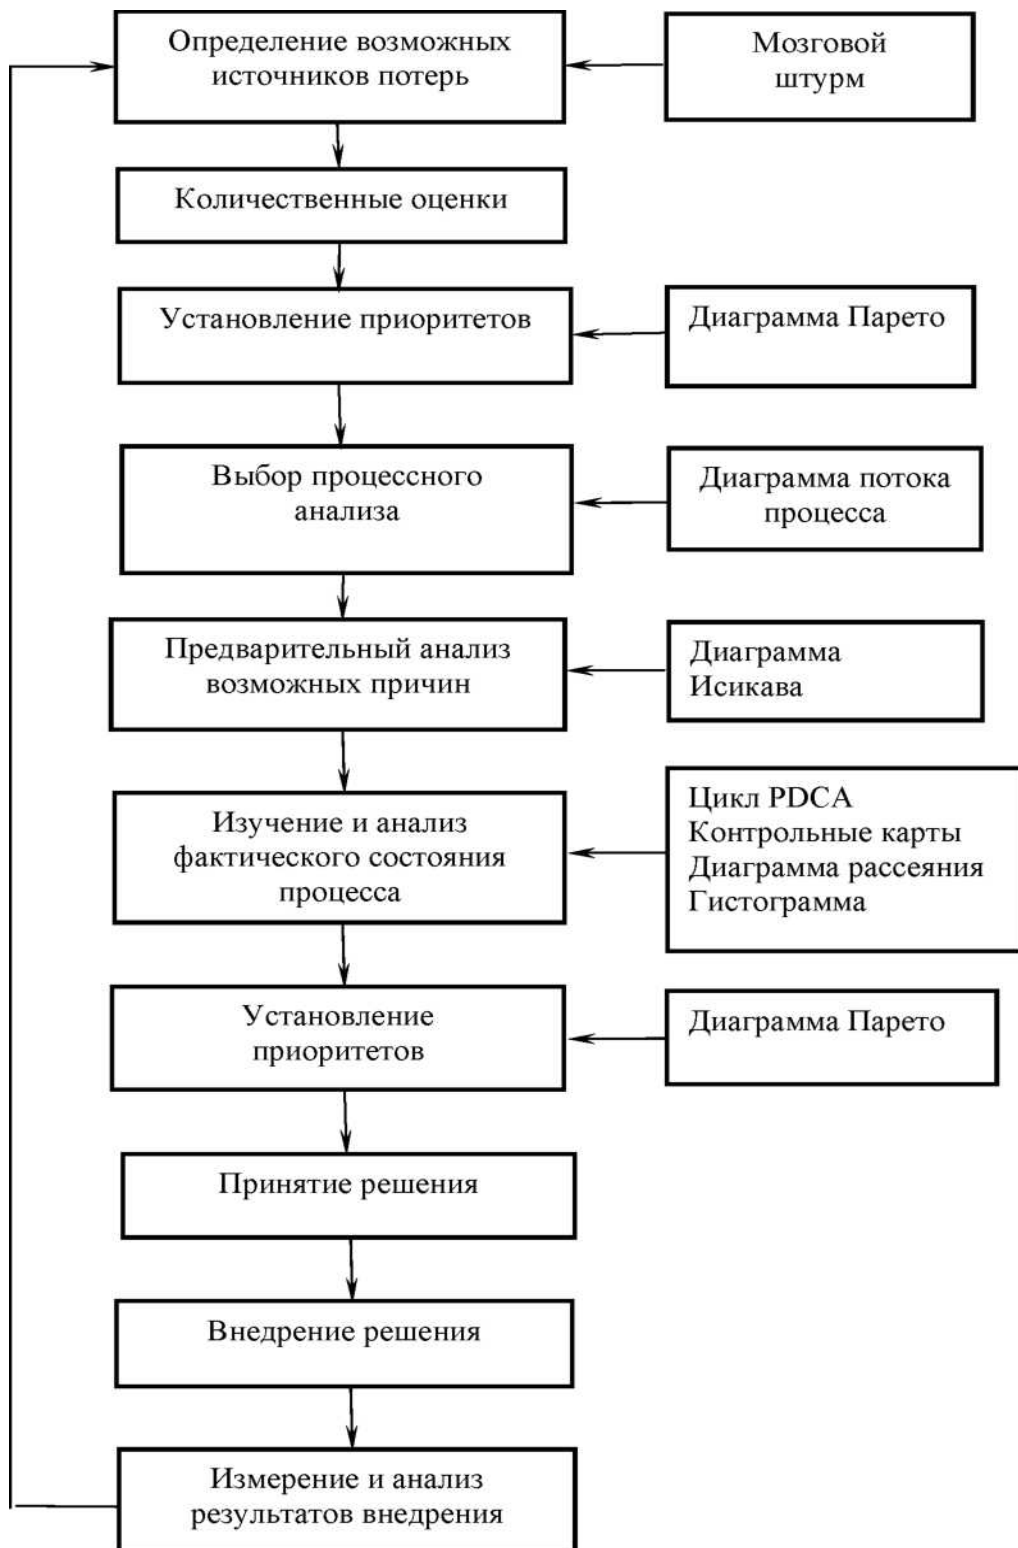 Определение возможных
источников потерь
Мозговой
штурм
Количественные оценки
Установление приоритетов
Диаграмма Парето
Выбор процессного
анализа
Диаграмма потока
процесса
Предварительный анализ
возможных причин
Диаграмма
Исикава
Изучение и анализ
фактического состояния
процесса
Цикл PDCA
Контрольные карты
Диаграмма рассеяния
Гистограмма
Установление
приоритетов
Диаграмма Парето
Принятие решения
Внедрение решения
Измерение и анализ
результатов внедрения